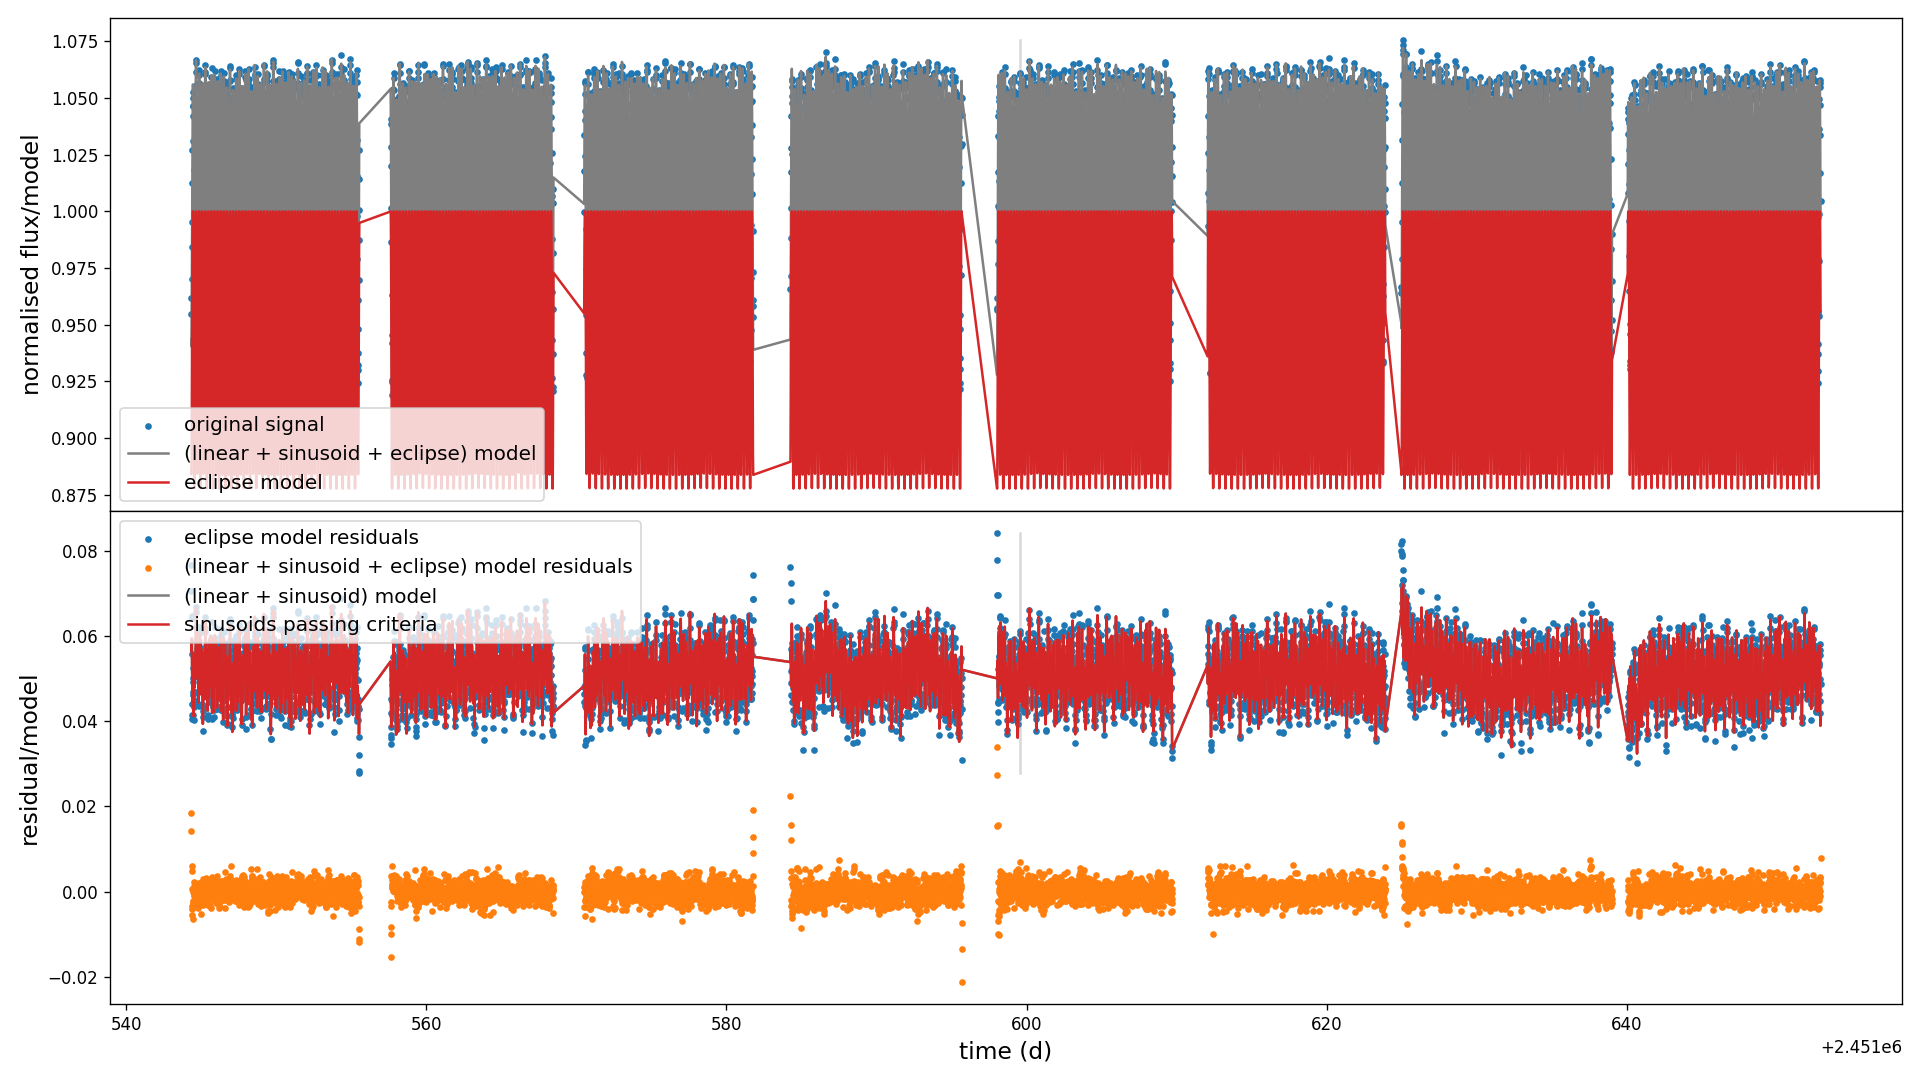 normalised flux/model
1.075
1.050
1.025
1.000
0.975
0.950
0.925
0.900
0.875
original signal
(linear + sinusoid + eclipse) model
eclipse model
residual/model
0.08
0.06
0.04
0.02
0.00
−0.02
eclipse model residuals
(linear + sinusoid + eclipse) model residuals
(linear + sinusoid) model
sinusoids passing criteria
540 560 580 600 620 640
time (d)
+2.451e6